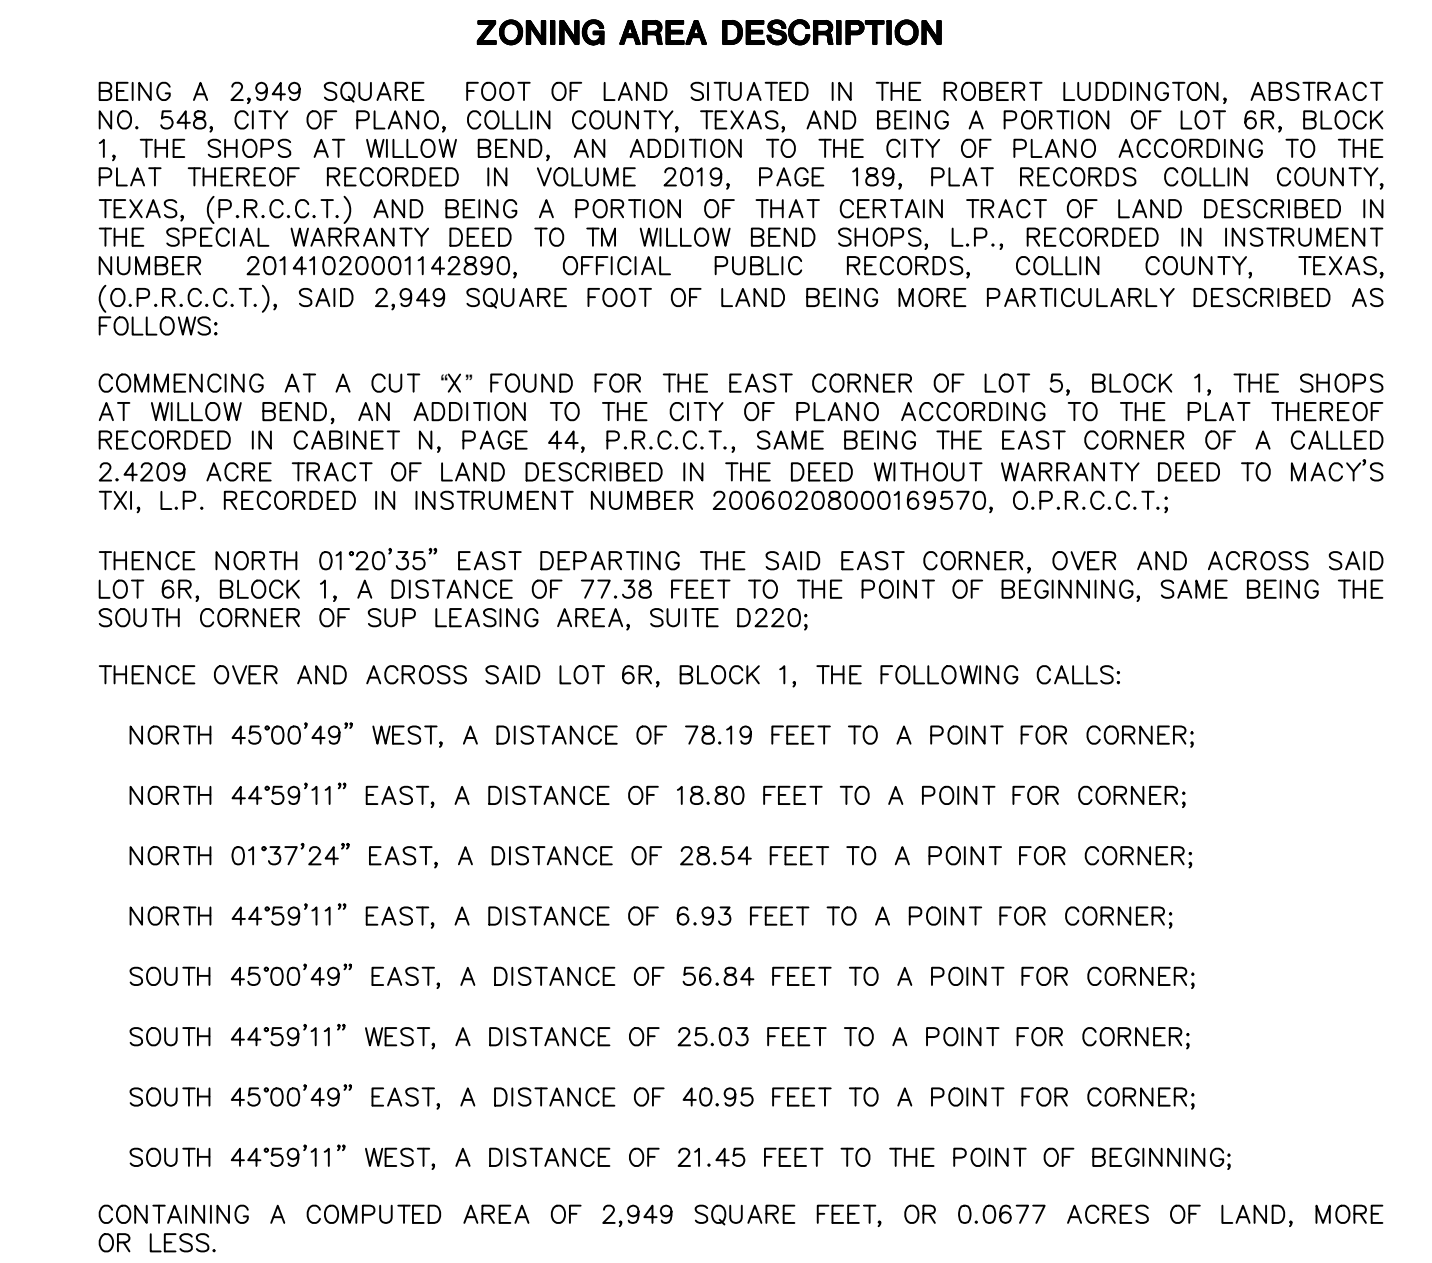 ZONING AREA DESCRIPTION
BEING A 2,949 SQUARE FOOT OF LAND SITUATED IN THE ROBERT LUDDINGTON, ABSTRACT
NO. 548, CITY OF PLANO, COLLIN COUNTY, TEXAS, AND BEING A PORTION OF LOT 6R, BLOCK
1, THE SHOPS AT WILLOW BEND, AN ADDITION TO THE CITY OF PLANO ACCORDING TO THE
PLAT THEREOF RECORDED IN VOLUME 2019, PAGE 189, PLAT RECORDS COLLIN COUNTY,
TEXAS, (P.R.C.C.T.) AND BEING A PORTION OF THAT CERTAIN TRACT OF LAND DESCRIBED IN
THE SPECIAL WARRANTY DEED TO TM WILLOW BEND SHOPS, L.P., RECORDED IN INSTRUMENT
NUMBER 20141020001142890, OFFICIAL PUBLIC RECORDS, COLLIN COUNTY, TEXAS,
(O.P.R.C.C.T.), SAID 2,949 SQUARE FOOT OF LAND BEING MORE PARTICULARLY DESCRIBED AS
FOLLOWS:
COMMENCING AT A CUT “X” FOUND FOR THE EAST CORNER OF LOT 5, BLOCK 1, THE SHOPS
AT WILLOW BEND, AN ADDITION TO THE CITY OF PLANO ACCORDING TO THE PLAT THEREOF
RECORDED IN CABINET N, PAGE 44, P.R.C.C.T., SAME BEING THE EAST CORNER OF A CALLED
2.4209 ACRE TRACT OF LAND DESCRIBED IN THE DEED WITHOUT WARRANTY DEED TO MACY’S
TXI, L.P. RECORDED IN INSTRUMENT NUMBER 20060208000169570, O.P.R.C.C.T.;
THENCE NORTH 01°20’35” EAST DEPARTING THE SAID EAST CORNER, OVER AND ACROSS SAID
LOT 6R, BLOCK 1, A DISTANCE OF 77.38 FEET TO THE POINT OF BEGINNING, SAME BEING THE
SOUTH CORNER OF SUP LEASING AREA, SUITE D220;
THENCE OVER AND ACROSS SAID LOT 6R, BLOCK 1, THE FOLLOWING CALLS:
NORTH 45°00’49” WEST, A DISTANCE OF 78.19 FEET TO A POINT FOR CORNER;
NORTH 44°59’11” EAST, A DISTANCE OF 18.80 FEET TO A POINT FOR CORNER;
NORTH 01°37’24” EAST, A DISTANCE OF 28.54 FEET TO A POINT FOR CORNER;
NORTH 44°59’11” EAST, A DISTANCE OF 6.93 FEET TO A POINT FOR CORNER;
SOUTH 45°00’49” EAST, A DISTANCE OF 56.84 FEET TO A POINT FOR CORNER;
SOUTH 44°59’11” WEST, A DISTANCE OF 25.03 FEET TO A POINT FOR CORNER;
SOUTH 45°00’49” EAST, A DISTANCE OF 40.95 FEET TO A POINT FOR CORNER;
SOUTH 44°59’11” WEST, A DISTANCE OF 21.45 FEET TO THE POINT OF BEGINNING;
CONTAINING A COMPUTED AREA OF 2,949 SQUARE FEET, OR 0.0677 ACRES OF LAND, MORE
OR LESS.